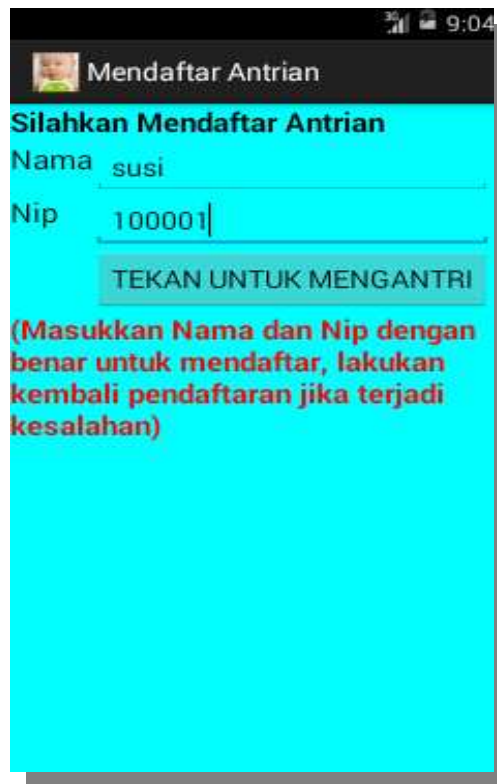 3G 9:04
Mendaftar Antrian
Silahkan Mendaftar Antrian
Nama susi
Nip 100001
TEKAN UNTUK MENGANTRI
(Masukkan Nama dan Nip dengan
benar untuk mendaftar, lakukan
kembali pendaftaran jika terjadi
kesalahan)